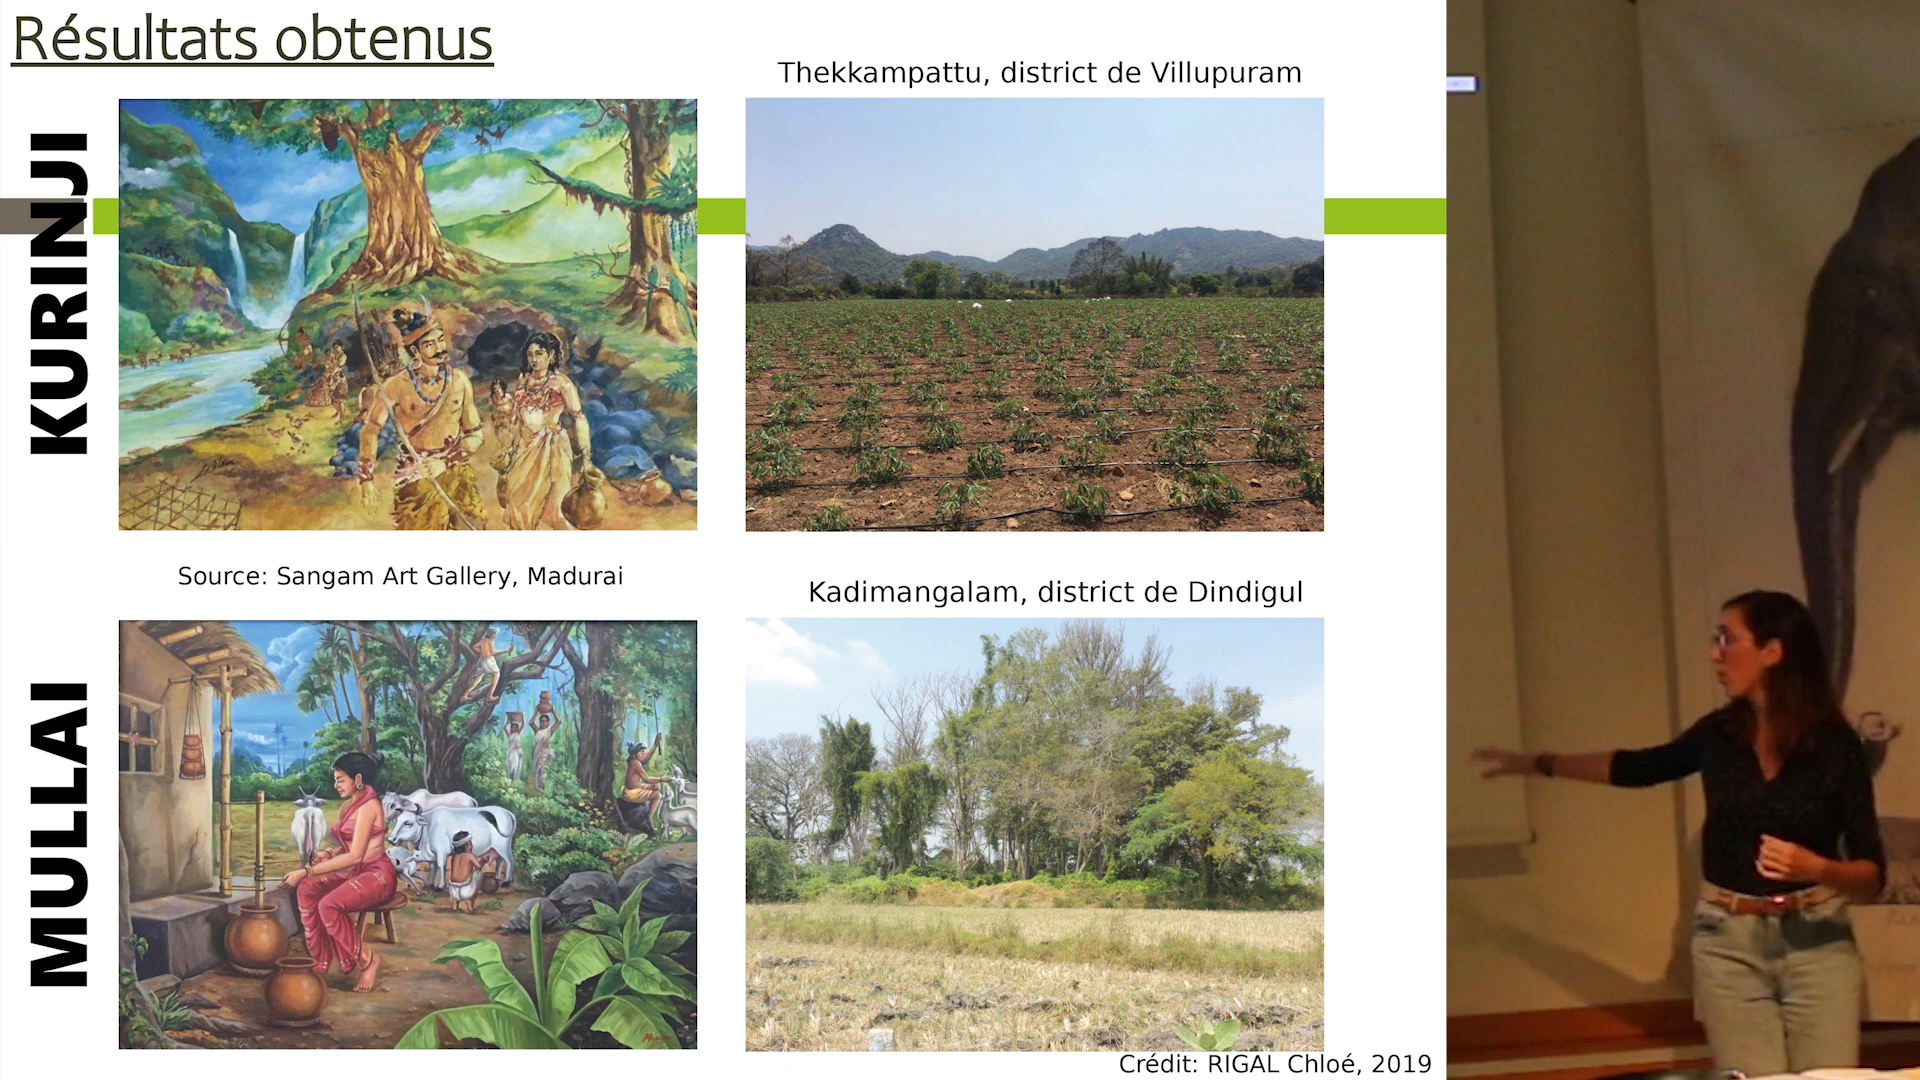 Résultats obtenus
Thekkampattu, district de Villupuram
KURINJI
Source: Sangam Art Gallery, Madurai
Kadimangalam, district de Dindigul
MULLAI
Crédit: RIGAL Chloé, 2019